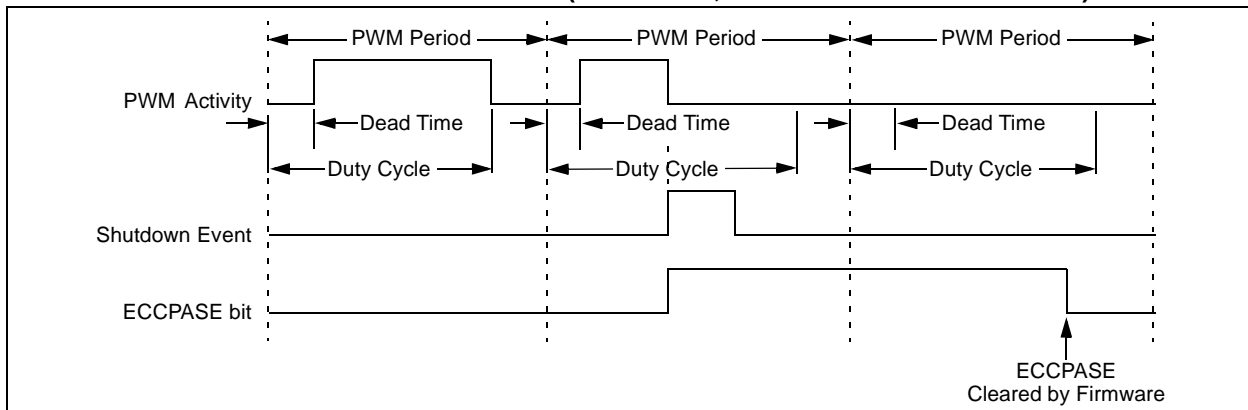 PWM Period PWM Period PWM Period
PWM Activity
Dead Time Dead Time Dead Time
Duty Cycle Duty Cycle Duty Cycle
Shutdown Event
ECCPASE bit
ECCPASE
Cleared by Firmware